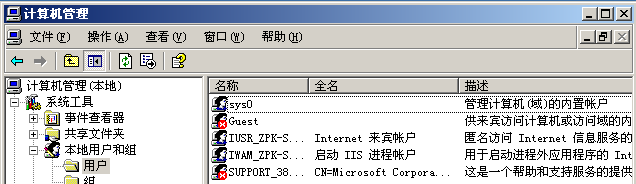 计算机管理
文件(F) 操作(A) 查看(V) 窗口(W) 帮助(H)
计算机管理(本地)
系统工具
事件查看器
共享文件夹
本地用户和组
用户
组
名称 全名 描述
sys0 管理计算机(域)的内置帐户
Guest 供来宾访问计算机或访问域的内
IUSR_ZPK-S... Internet 来宾帐户 匿名访问 Internet 信息服务的
IWAM_ZPK-S... 启动 IIS 进程帐户 用于启动进程外应用程序的 Int
SUPPORT_38... CN=Microsoft Corpora... 这是一个帮助和支持服务的提供